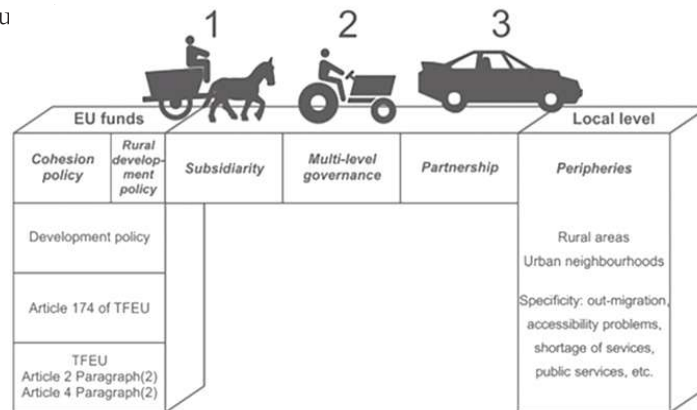 u
1 2 3
EU funds
Local level
Cohesion
policy
Rural
develop-
ment
policy
Subsidiarity
Multi-level
governance
Partnership
Peripheries
Development policy
Article 174 of TFEU
TFEU
Article 2 Paragraph(2)
Article 4 Paragraph(2)
Rural areas
Urban neighbourhoods
Specificity: out-migration,
accessibility problems,
shortage of sevices,
public services, etc.